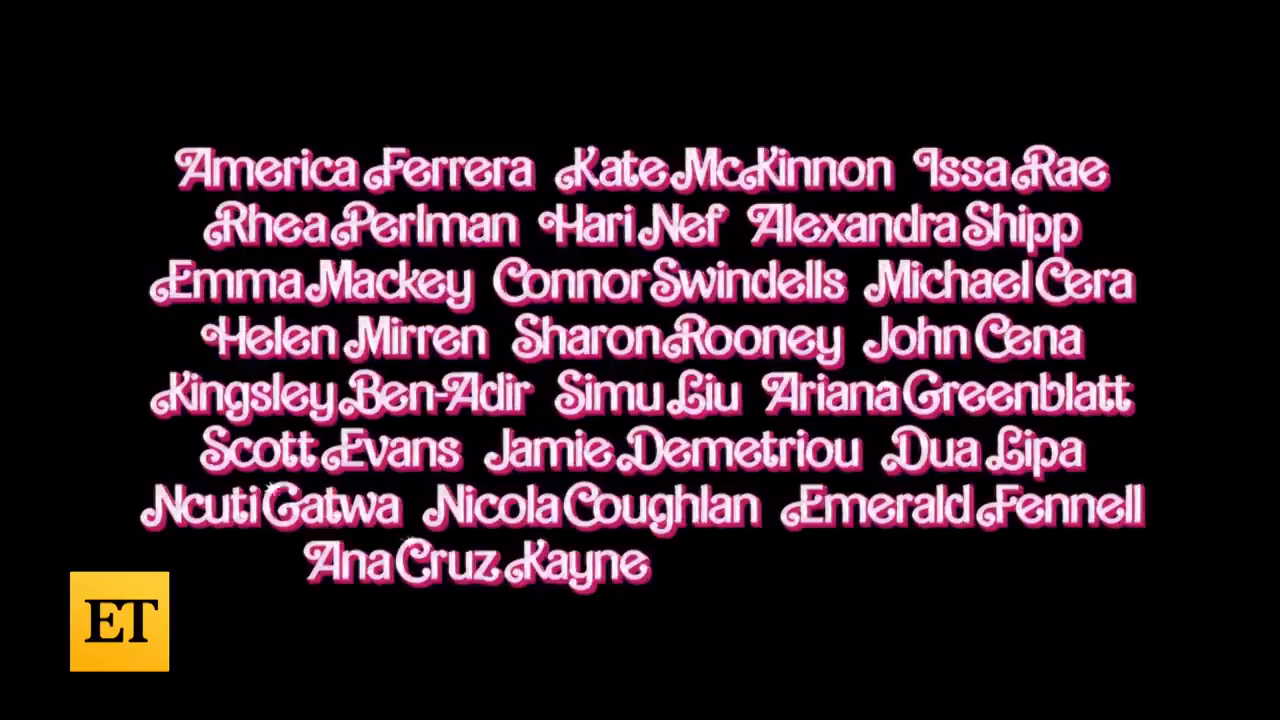 America Ferrera Kate McKinnon Issa Rae
Rhea Perlman Hari Nef Alexandra Shipp
Emma Mackey Connor Swindells Michael Cera
Helen Mirren Sharon Rooney John Cena
Kingsley Ben-Adir Simu Liu Ariana Greenblatt
Scott Evans Jamie Demetriou Dua Lipa
Ncuti Gatwa Nicola Coughlan Emerald Fennell
Ana Cruz Kayne
ET